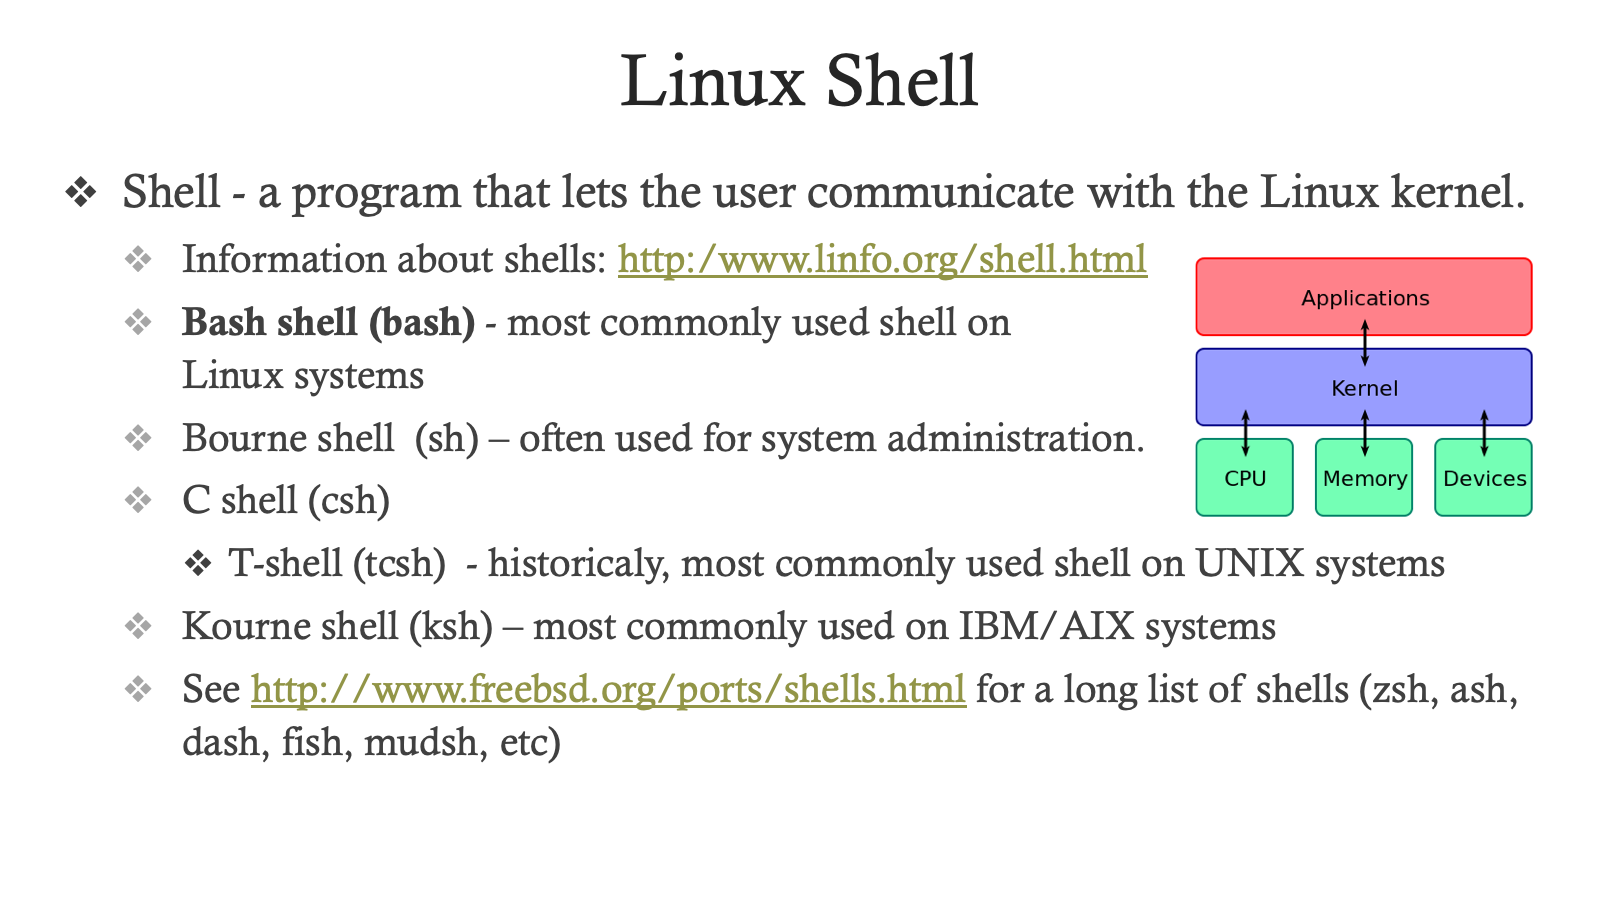 Linux Shell
❖ Shell - a program that lets the user communicate with the Linux kernel.
❖ Information about shells: http:/www.linfo.org/shell.html
❖ Bash shell (bash) - most commonly used shell on
Linux systems
❖ Bourne shell (sh) – often used for system administration.
❖ C shell (csh)
❖ T-shell (tcsh) - historicaly, most commonly used shell on UNIX systems
❖ Kourne shell (ksh) – most commonly used on IBM/AIX systems
❖ See http://www.freebsd.org/ports/shells.html for a long list of shells (zsh, ash,
dash, fish, mudsh, etc)
Applications
Kernel
CPU Memory Devices